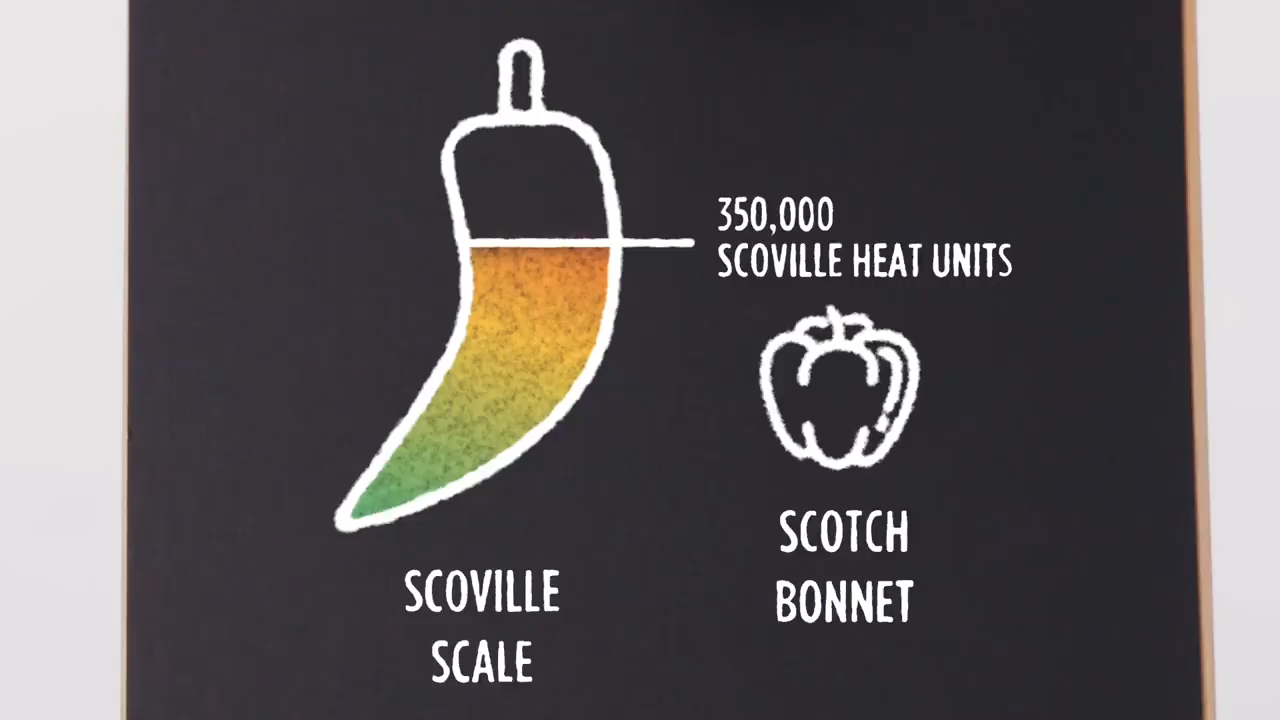 350,000
SCOVILLE HEAT UNITS
SCOTCH
BONNET
SCOVILLE
SCALE